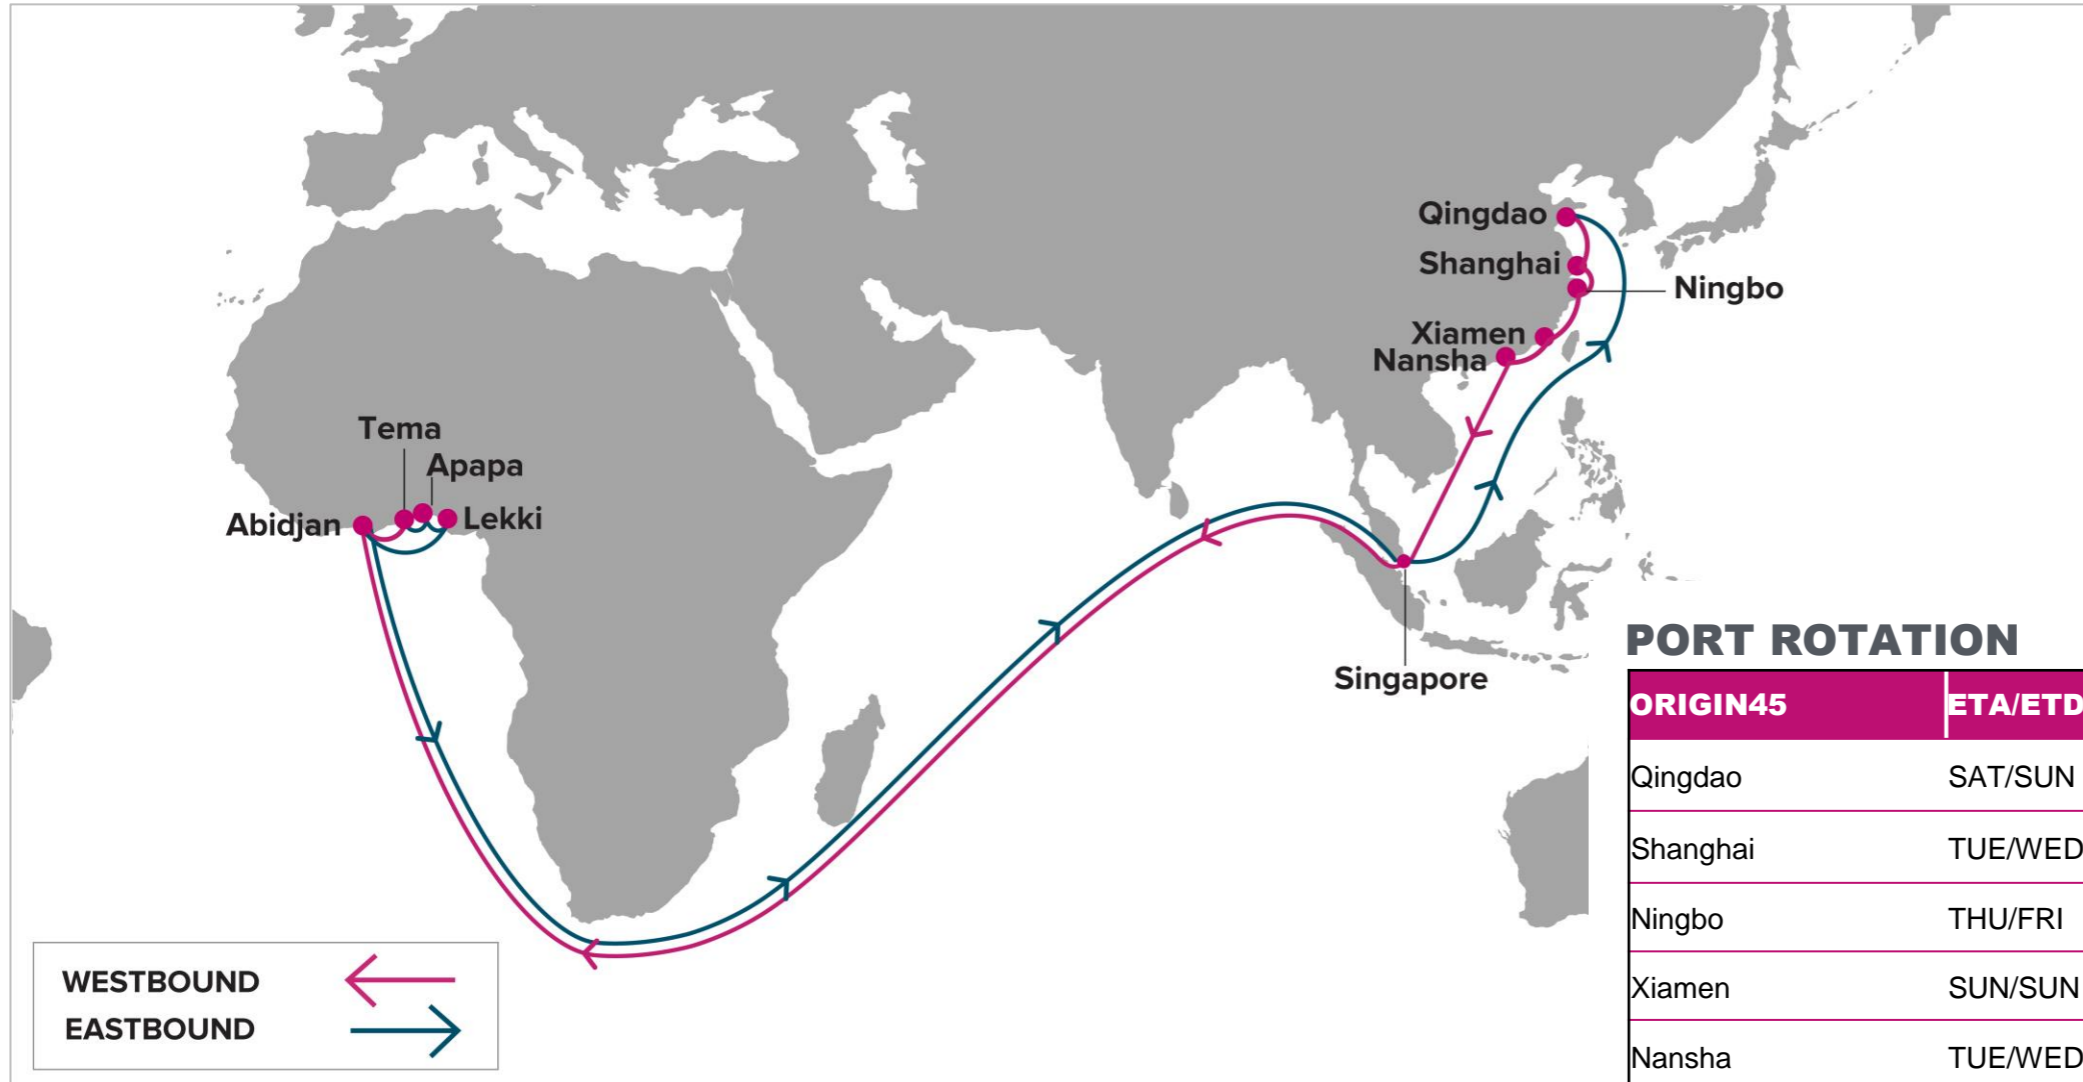 Qingdao
Shanghai
Ningbo
Xiamen
Nansha
Tema
Apapa
Abidjan
Lekki
Singapore
WESTBOUND
EASTBOUND
PORT ROTATION
ORIGIN45 ETA/ETD
Qingdao SAT/SUN
Shanghai TUE/WED
Ningbo THU/FRI
Xiamen SUN/SUN
Nansha TUE/WED